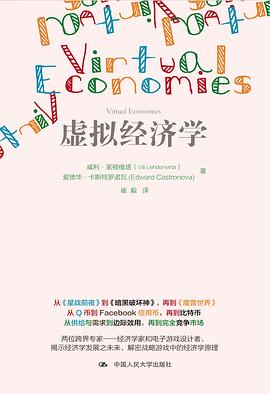 Virtual
Economies
Virtual Economies
虚拟经济学
威利·莱顿维塔(Vili Lehdonvirta)
爱德华·卡斯特罗诺瓦(Edward Castronova) 著
崔毅 译
从《星战前夜》到《暗黑破坏神》,再到《魔兽世界》
从Q币到Facebook信用币,再到比特币
从供给与需求到边际效用,再到完全竞争市场
两位跨界专家——经济学家和电子游戏设计者,
揭示经济学发展之未来,解密战略游戏中的经济学原理
中国人民大学出版社